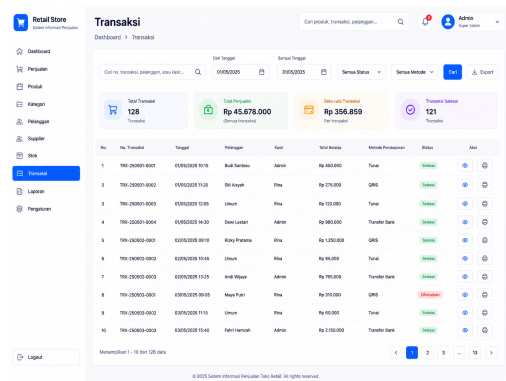 Retail Store
Sistem Informasi Penjualan
Dashboard
Penjualan
Produk
Kategori
Pelanggan
Supplier
Stok
Transaksi
Laporan
Pengaturan
Logout
Transaksi
Dashboard > Transaksi
Cari produk, transaksi, pelanggan...
Admin
Super Admin
Dari Tanggal
Sampai Tanggal
Cari no. transaksi, pelanggan, atau kasir...
01/05/2025
31/05/2025
Semua Status
Semua Metode
Cari
Export
Total Transaksi
128
Transaksi
Total Penjualan
Rp 45.678.000
(Semua transaksi)
Rata-rata Transaksi
Rp 356.859
Per transaksi
Transaksi Selesai
121
Transaksi
No. No. Transaksi Tanggal Pelanggan Kasir Total Belanja Metode Pembayaran Status Aksi
1 TRX-250501-0001 01/05/2025 10:15 Budi Santoso Admin Rp 450.000 Tunai Selesai
2 TRX-250501-0002 01/05/2025 11:20 Siti Aisyah Rina Rp 275.000 QRIS Selesai
3 TRX-250501-0003 01/05/2025 12:05 Umum Rina Rp 120.000 Tunai Selesai
4 TRX-250501-0004 01/05/2025 14:30 Dewi Lestari Admin Rp 980.000 Transfer Bank Selesai
5 TRX-250502-0001 02/05/2025 09:10 Rizky Pratama Rina Rp 1.250.000 QRIS Selesai
6 TRX-250502-0002 02/05/2025 10:45 Umum Rina Rp 85.000 Tunai Selesai
7 TRX-250502-0003 02/05/2025 13:25 Andi Wijaya Admin Rp 765.000 Transfer Bank Selesai
8 TRX-250503-0001 03/05/2025 09:05 Maya Putri Rina Rp 310.000 QRIS Dibatalkan
9 TRX-250503-0002 03/05/2025 11:15 Umum Rina Rp 60.000 Tunai Selesai
10 TRX-250503-0003 03/05/2025 15:40 Fahri Hamzah Admin Rp 2.150.000 Transfer Bank Selesai
Menampilkan 1 - 10 dari 128 data
< 1 2 3 ... 13 >
© 2025 Sistem Informasi Penjualan Toko Retail. All rights reserved.